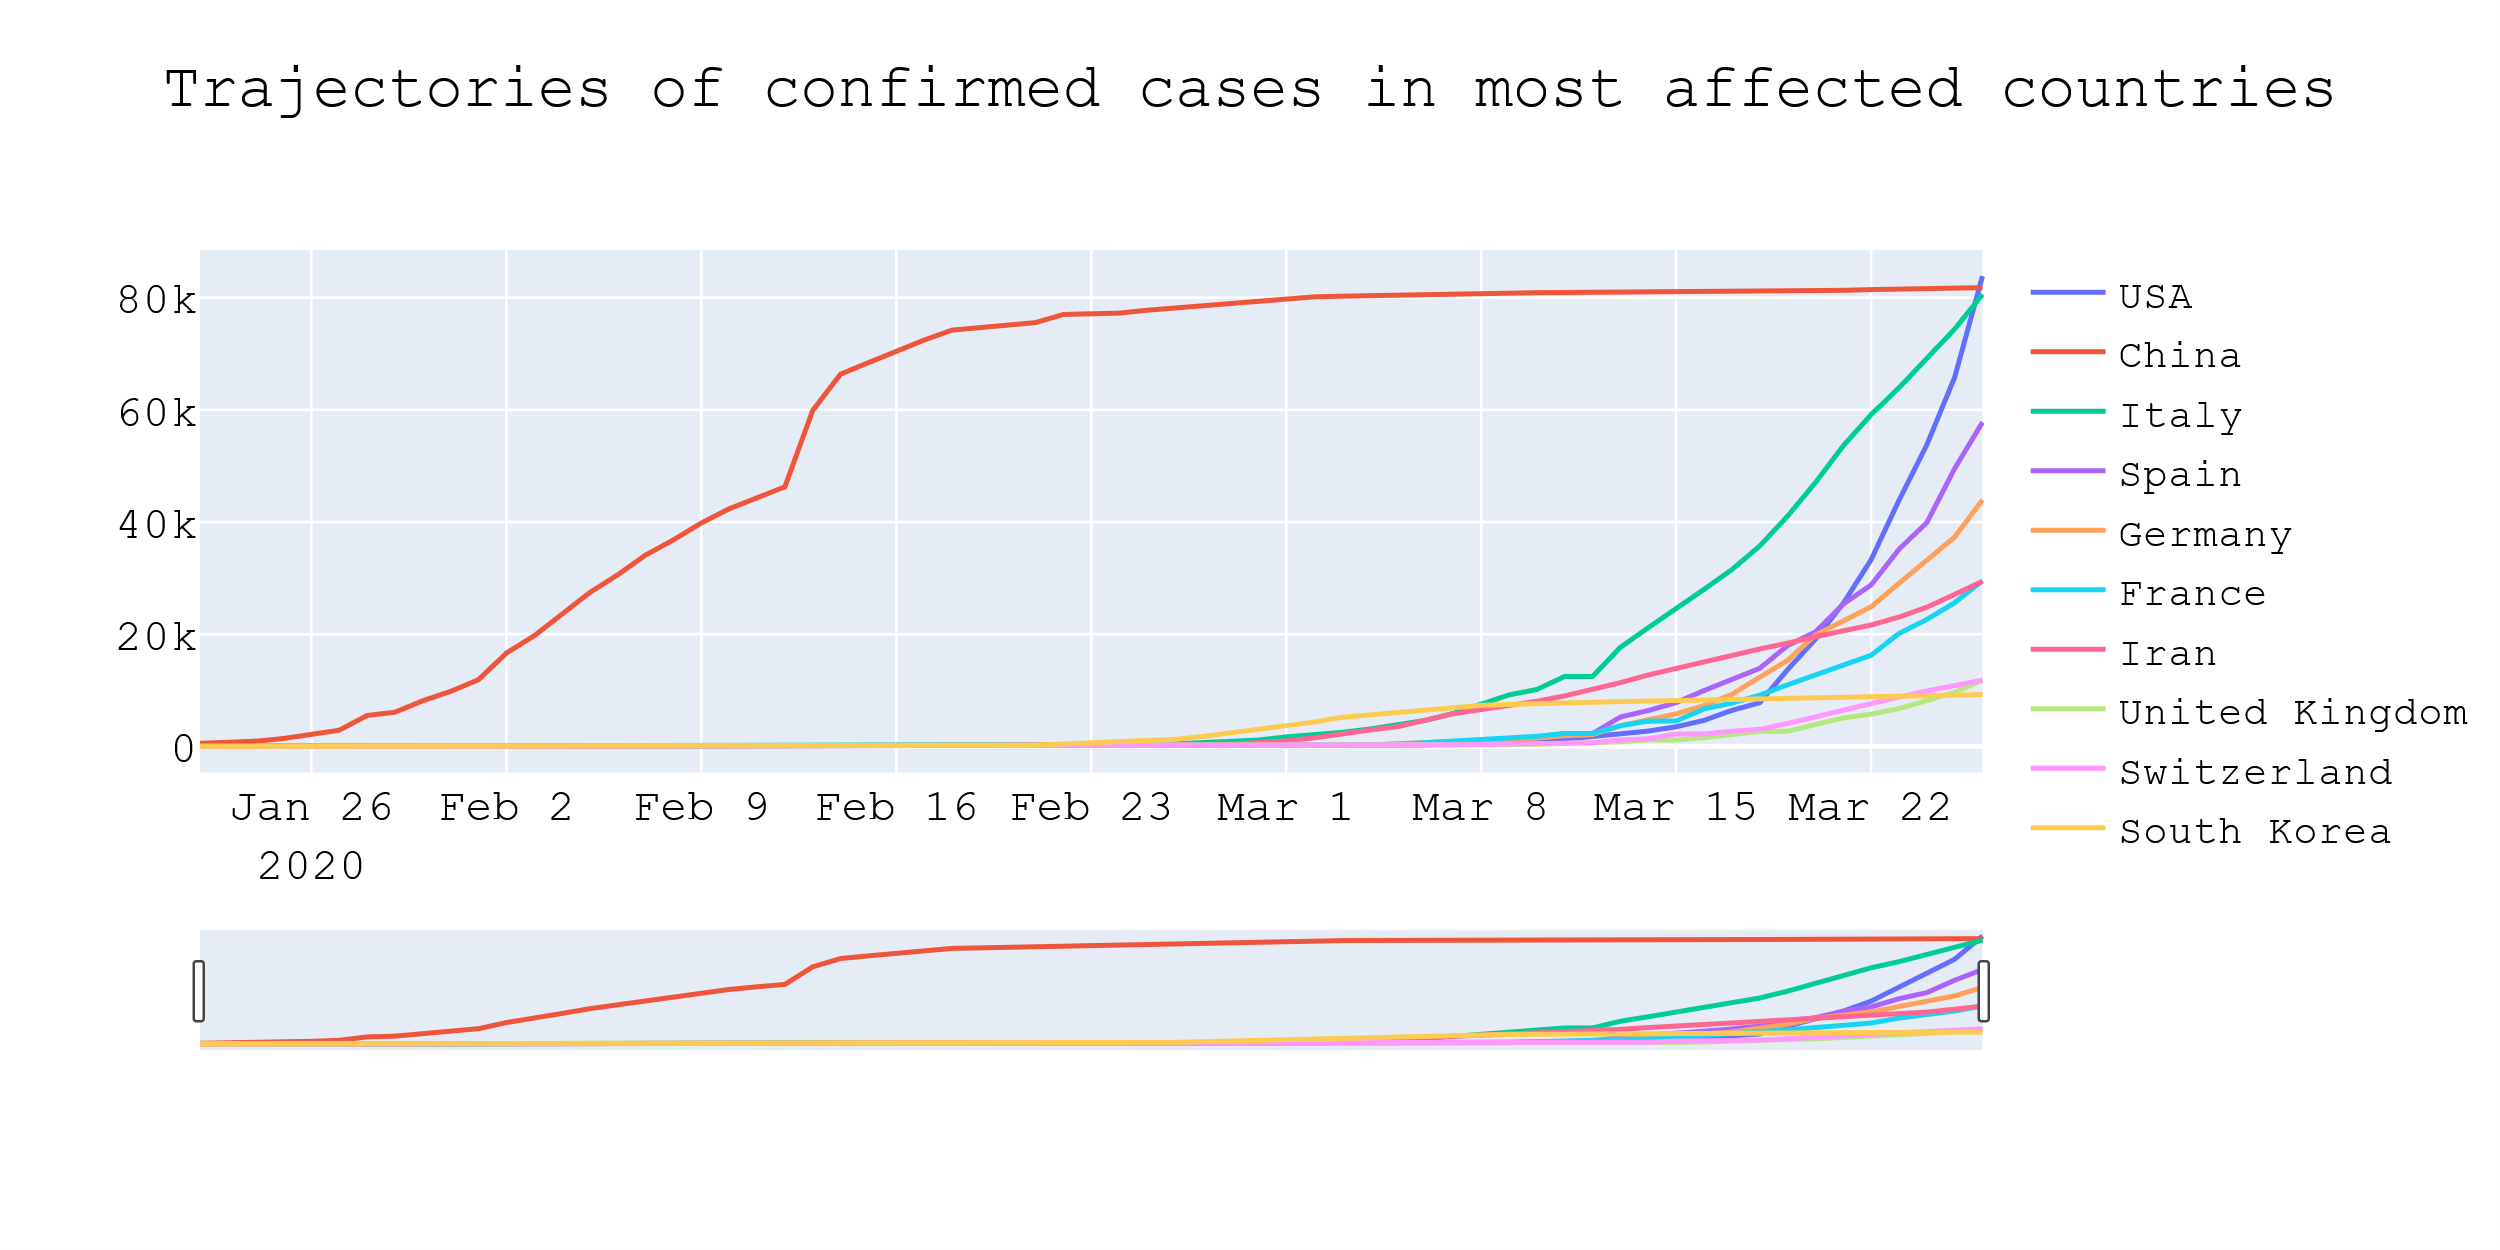 Trajectories of confirmed cases in most affected countries
80k
60k
40k
20k
0
Jan 26 Feb 2 Feb 9 Feb 16 Feb 23 Mar 1 Mar 8 Mar 15 Mar 22
2020
USA
China
Italy
Spain
Germany
France
Iran
United Kingdom
Switzerland
South Korea